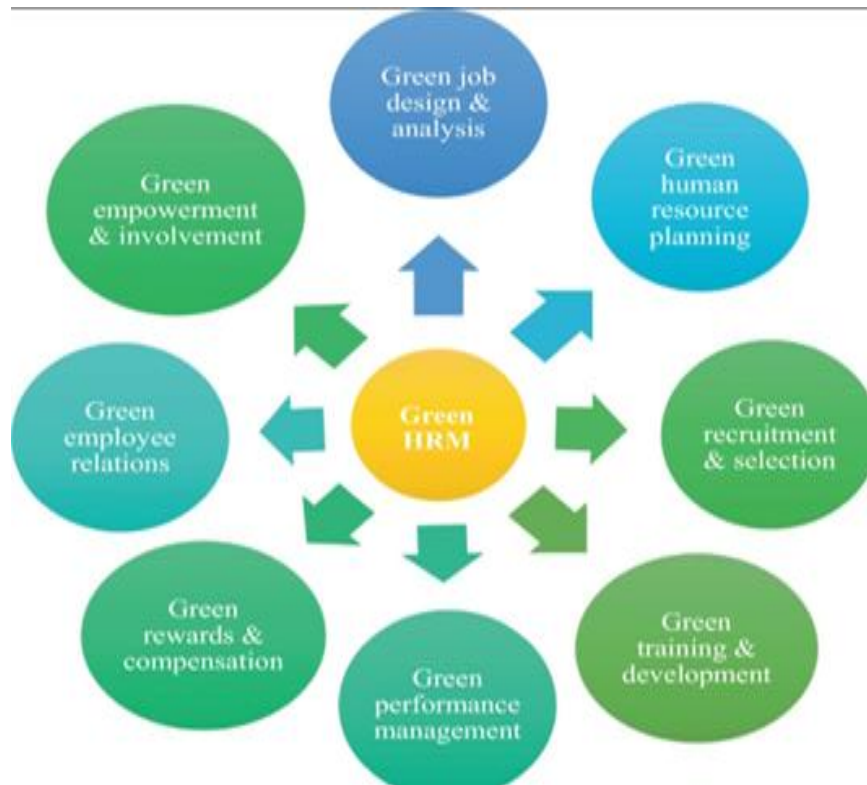 Green job
design &
analysis
Green
human
resource
planning
Green
recruitment
& selection
Green
training &
development
Green
performance
management
Green
rewards &
compensation
Green
employee
relations
Green
empowerment
& involvement
Green
HRM